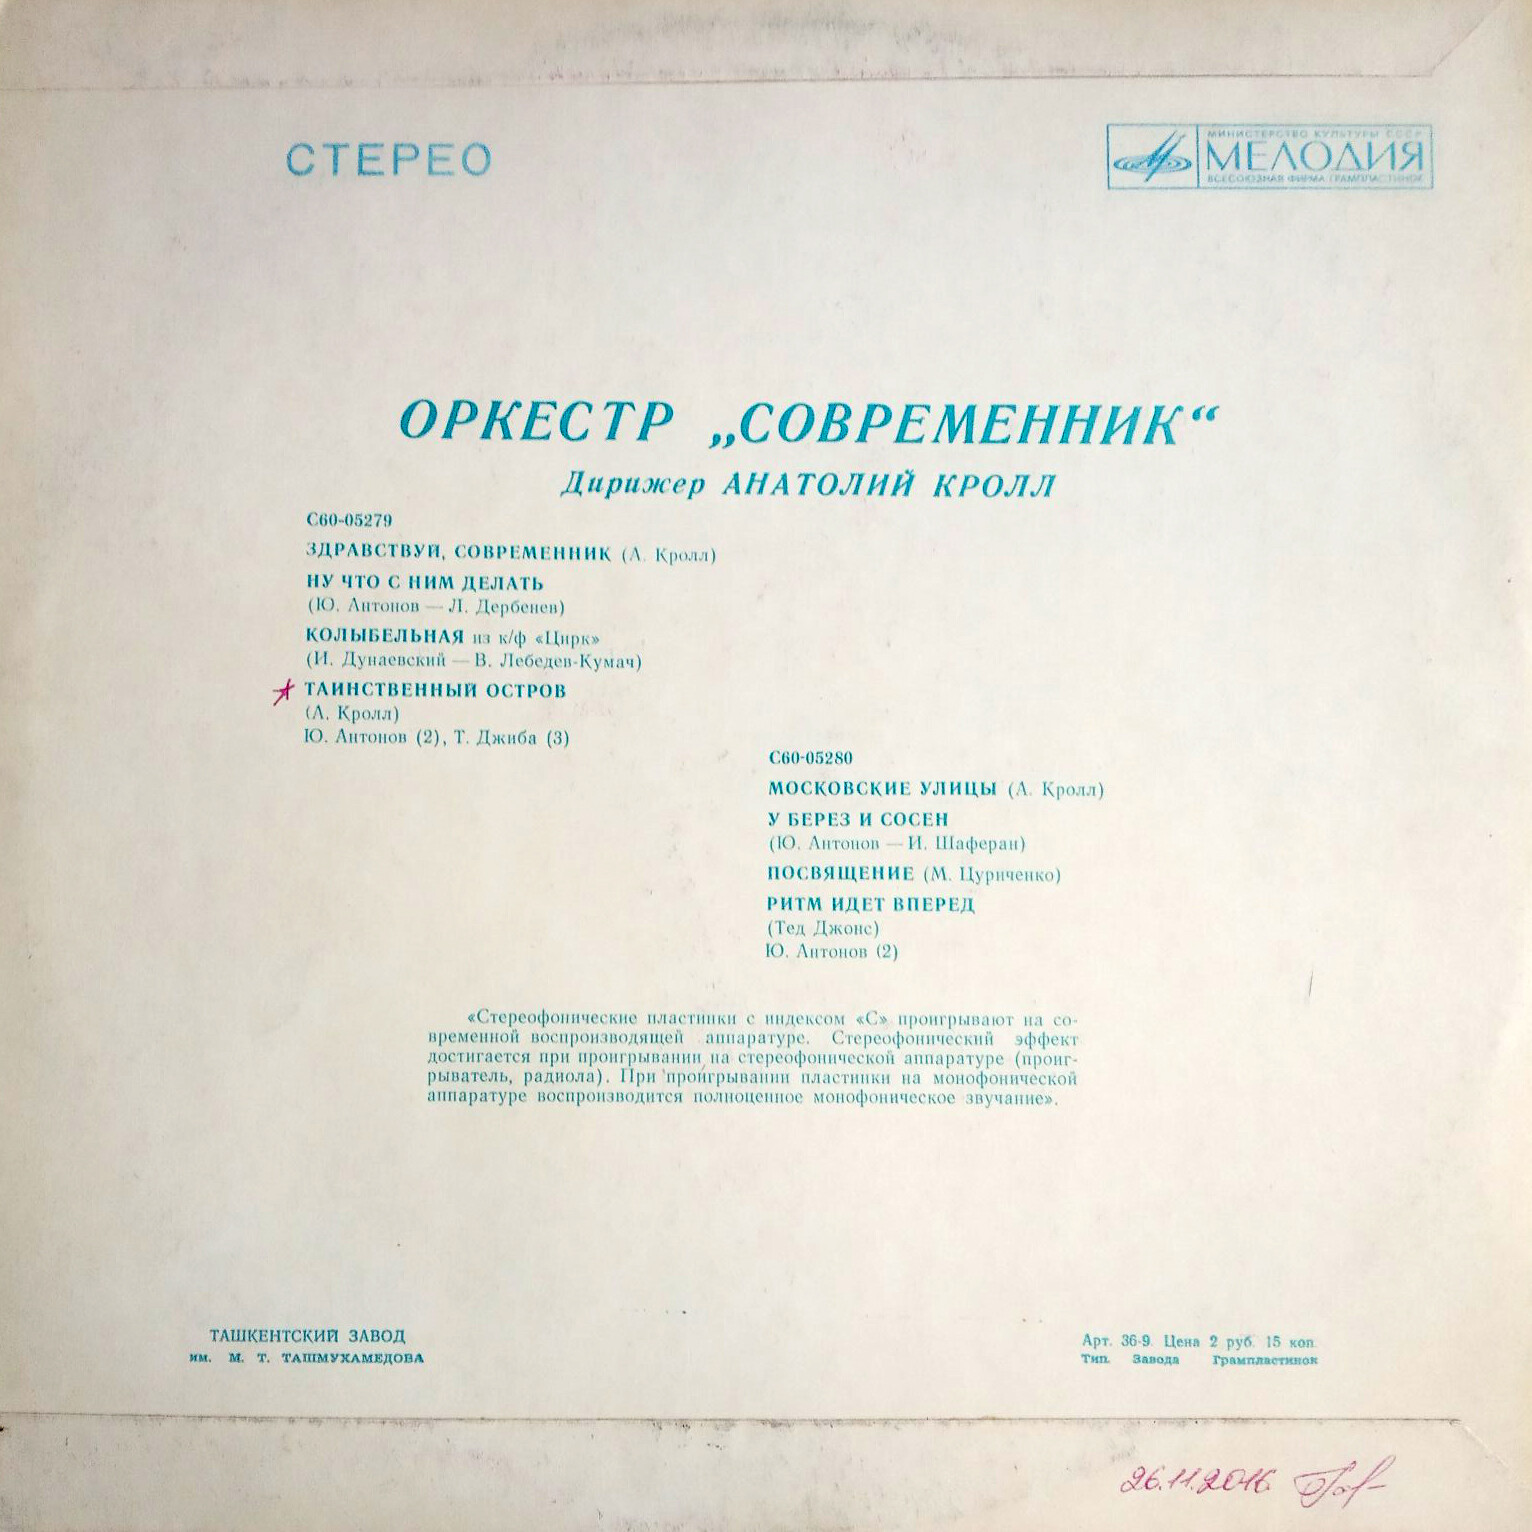 СТЕРЕО
МИНИСТЕРСТВО КУЛЬТУРЫ СССР
МЕЛОДИЯ
ВСЕСОЮЗНАЯ ФИРМА ГРАМПЛАСТИНОК
ОРКЕСТР „СОВРЕМЕННИК“
Дирижер АНАТОЛИЙ КРОЛЛ
С60-05279
ЗДРАВСТВУЙ, СОВРЕМЕННИК (А. Кролл)
НУ ЧТО С НИМ ДЕЛАТЬ
(Ю. Антонов — Л. Дербенев)
КОЛЫБЕЛЬНАЯ из к/ф «Цирк»
(И. Дунаевский — В. Лебедев-Кумач)
ТАИНСТВЕННЫЙ ОСТРОВ
(А. Кролл)
Ю. Антонов (2), Т. Джиба (3)
С60-05280
МОСКОВСКИЕ УЛИЦЫ (А. Кролл)
У БЕРЕЗ И СОСЕН
(Ю. Антонов — И. Шаферан)
ПОСВЯЩЕНИЕ (М. Цуриченко)
РИТМ ИДЕТ ВПЕРЕД
(Тед Джонс)
Ю. Антонов (2)
«Стереофонические пластинки с индексом «С» проигрывают на со-
временной воспроизводящей аппаратуре. Стереофонический эффект
достигается при проигрывании на стереофонической аппаратуре (проиг-
рыватель, радиола). При проигрывании пластинки на монофонической
аппаратуре воспроизводится полноценное монофоническое звучание».
ТАШКЕНТСКИЙ ЗАВОД
им. М. Т. ТАШМУХАМЕДОВА
Арт. 36-9. Цена 2 руб. 15 коп.
Тип. Завода Грампластинок
26.11.2016